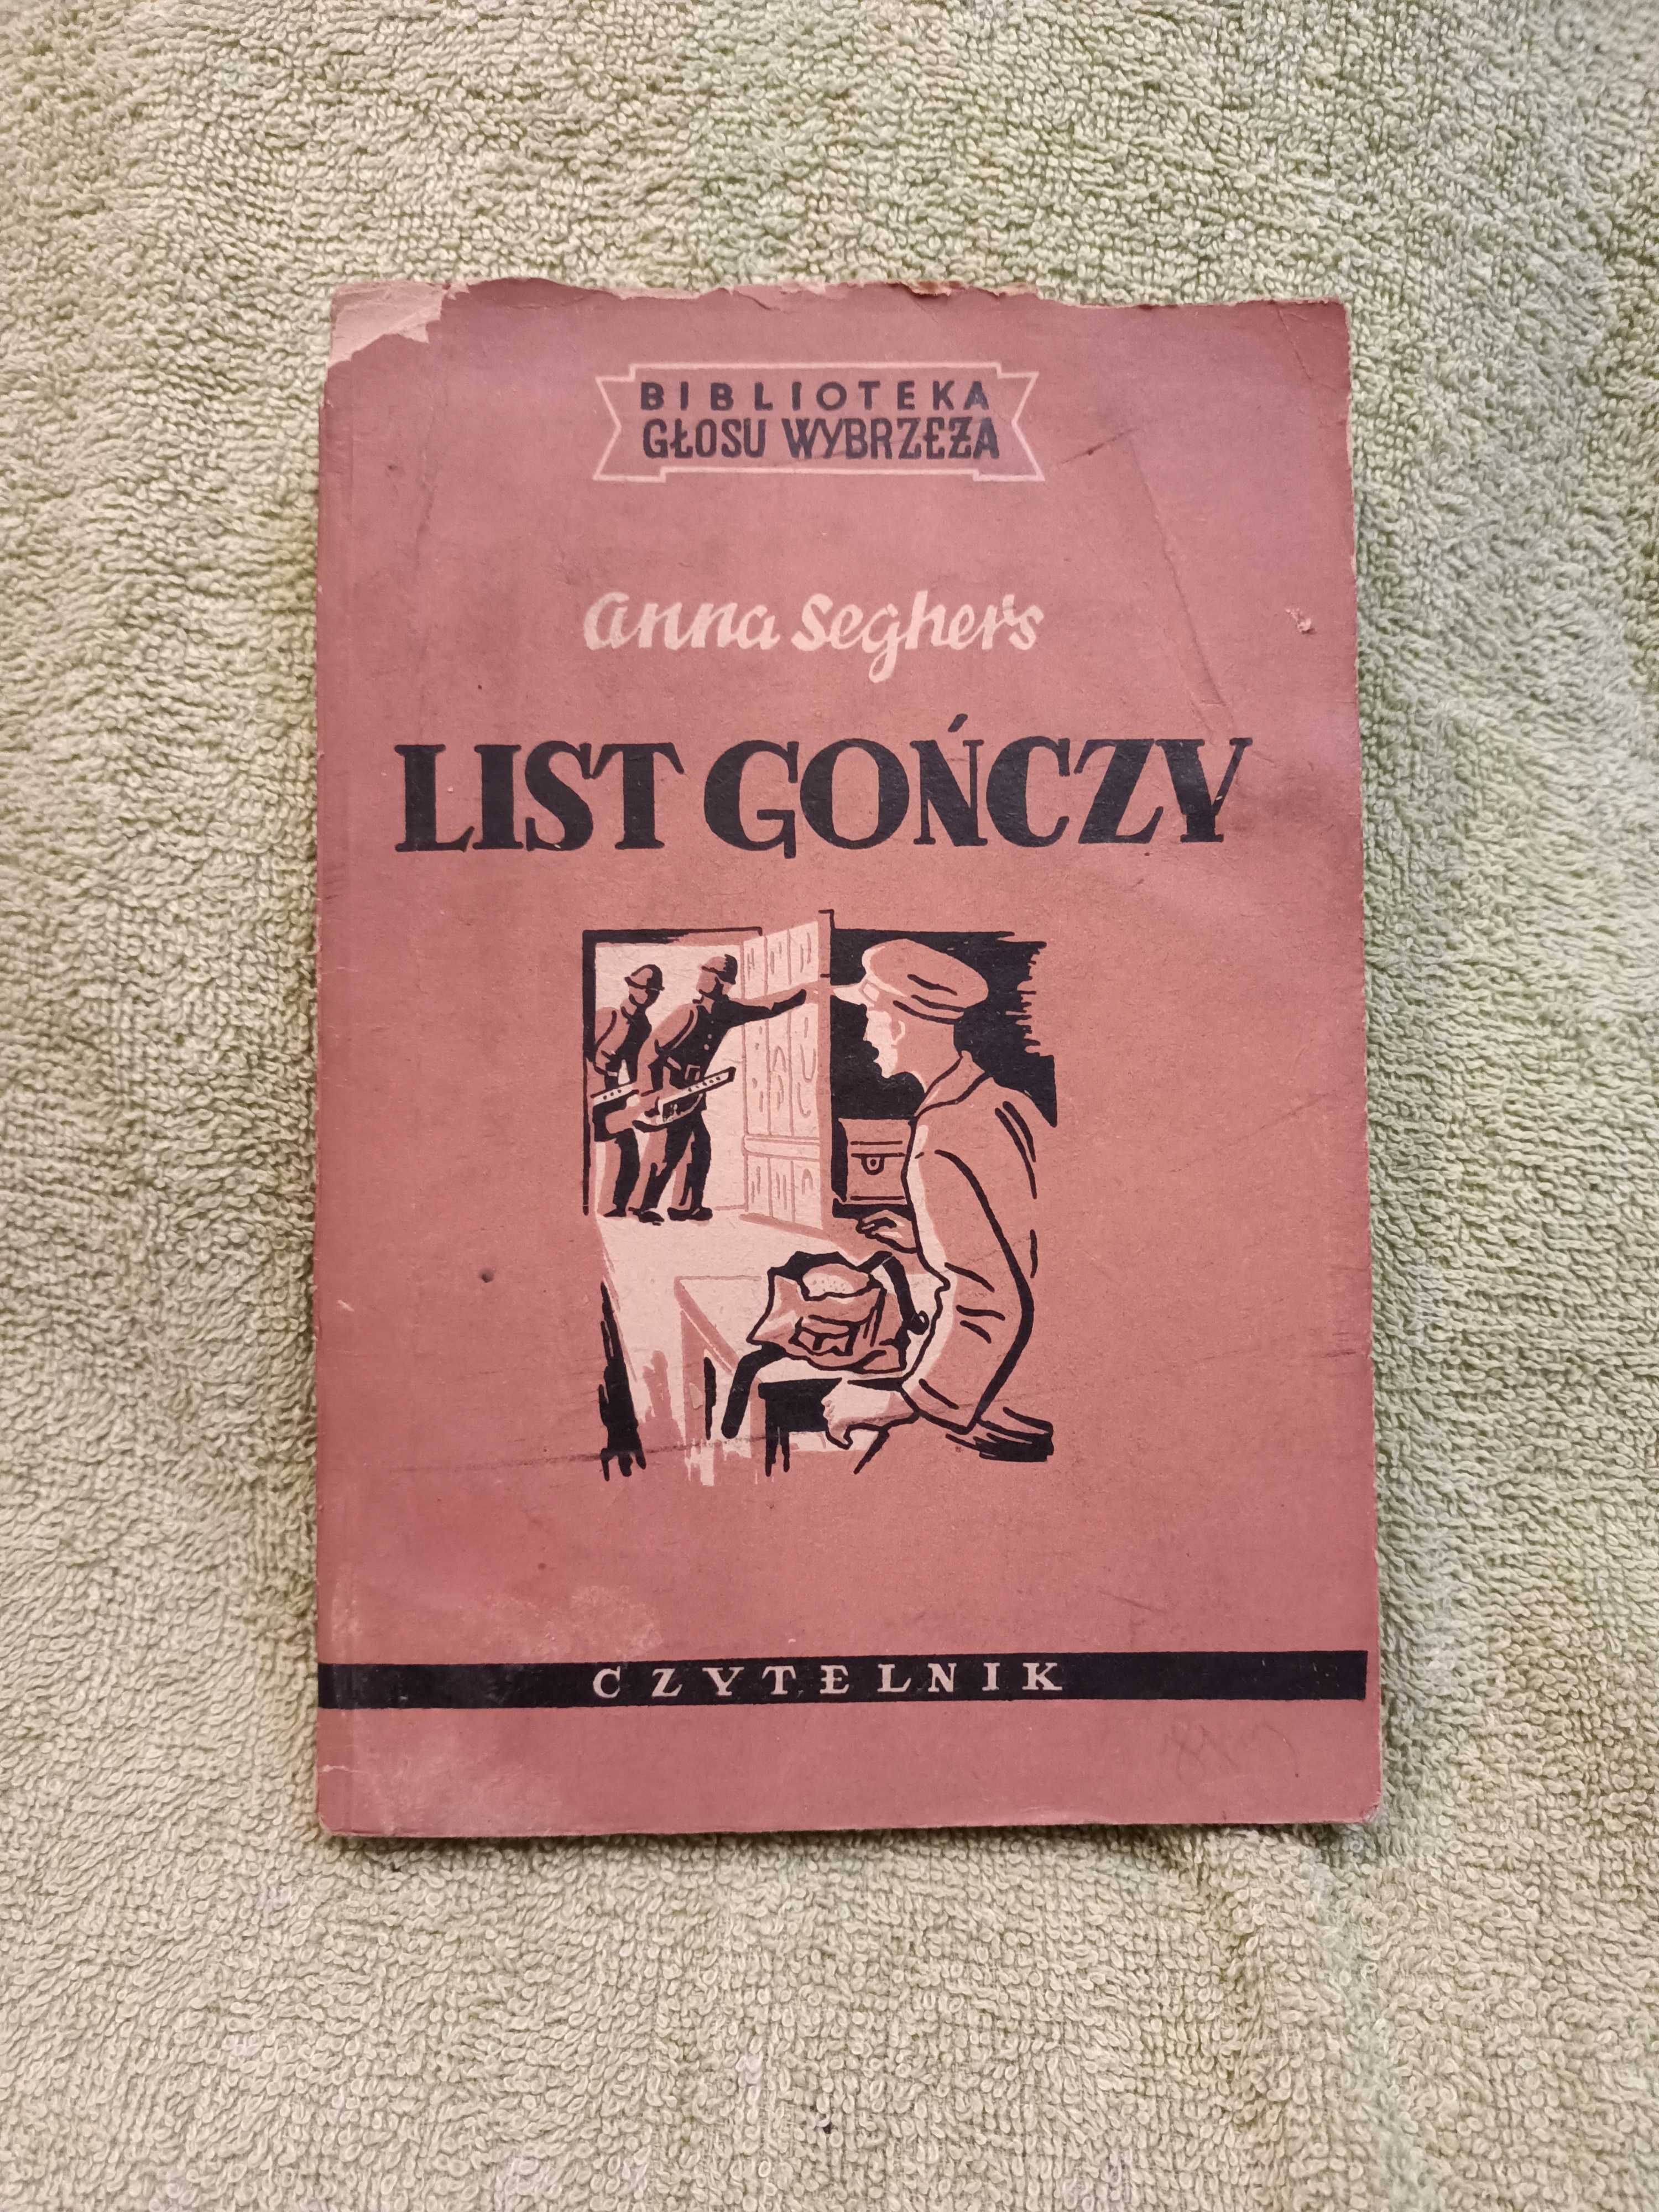 BIBLIOTEKA
GŁOSU WYBRZEŻA
anna seghers
LIST GOŃCZY
CZYTELNIK